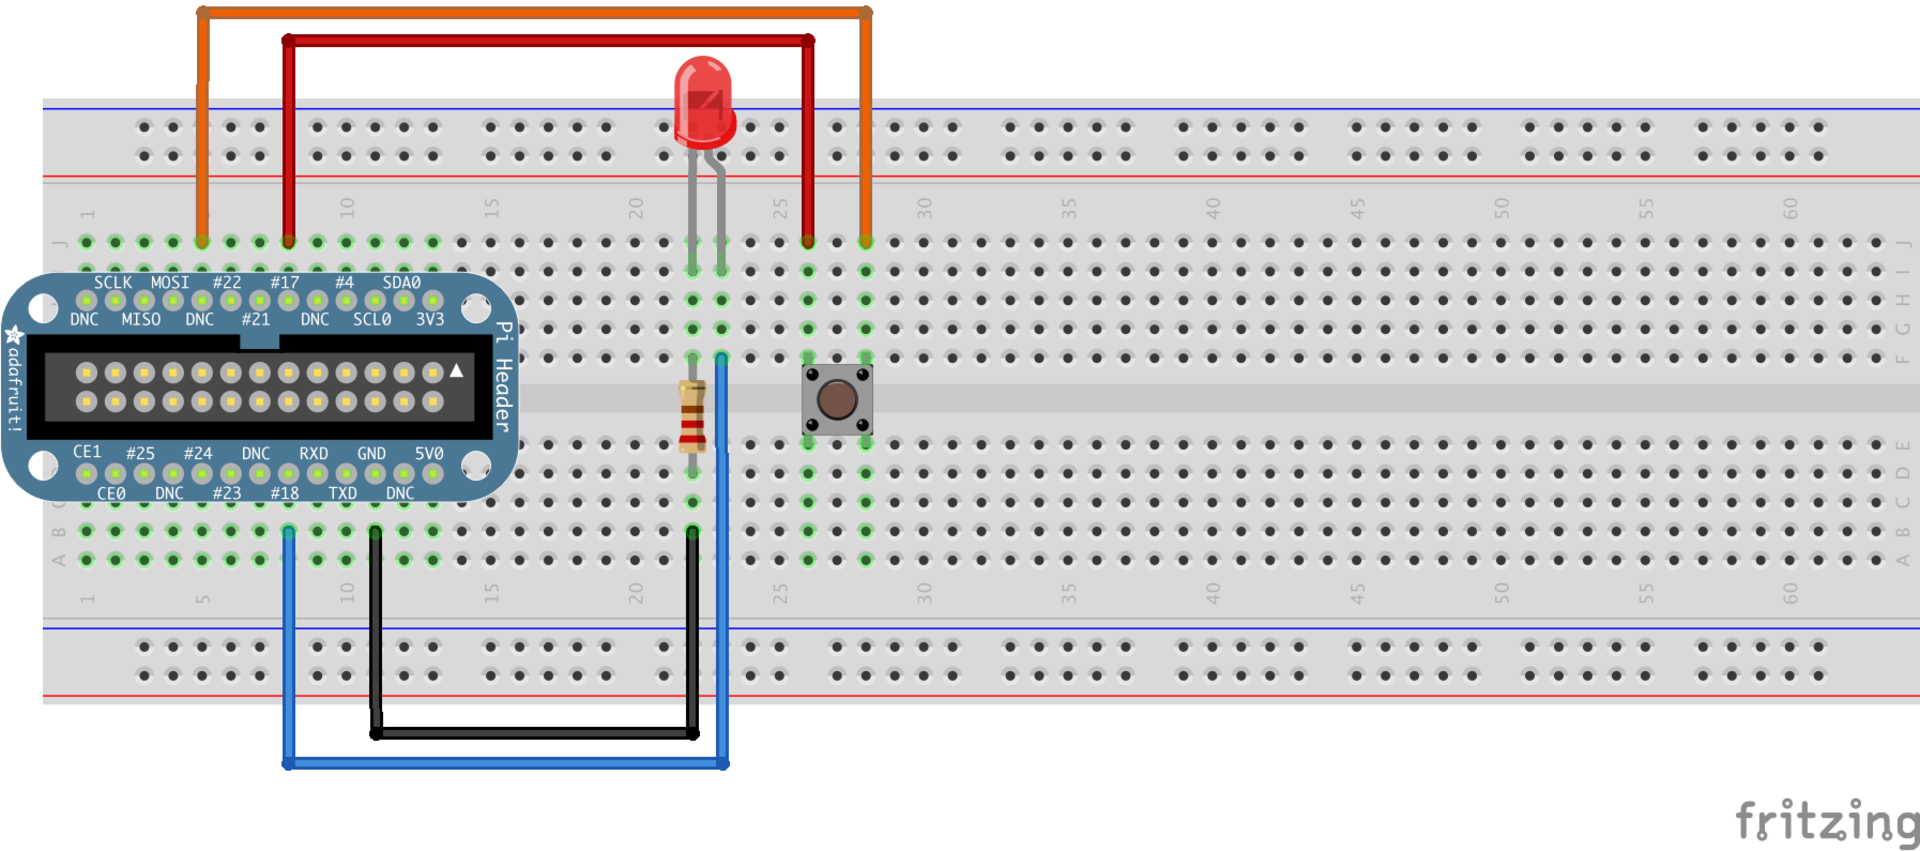 1 10 15 20 25 30 35 40 45 50 55 60
J J
I
SCLK MOSI #22 #17 #4 SDA0
H
DNC MISO DNC #21 DNC SCL0 3V3
G
F
adafruit!
Pi Header
E
CE1 #25 #24 DNC RXD GND 5V0
D
CE0 DNC #23 #18 TXD DNC
C C
B B
A A
1 5 10 15 20 25 30 35 40 45 50 55 60
fritzing